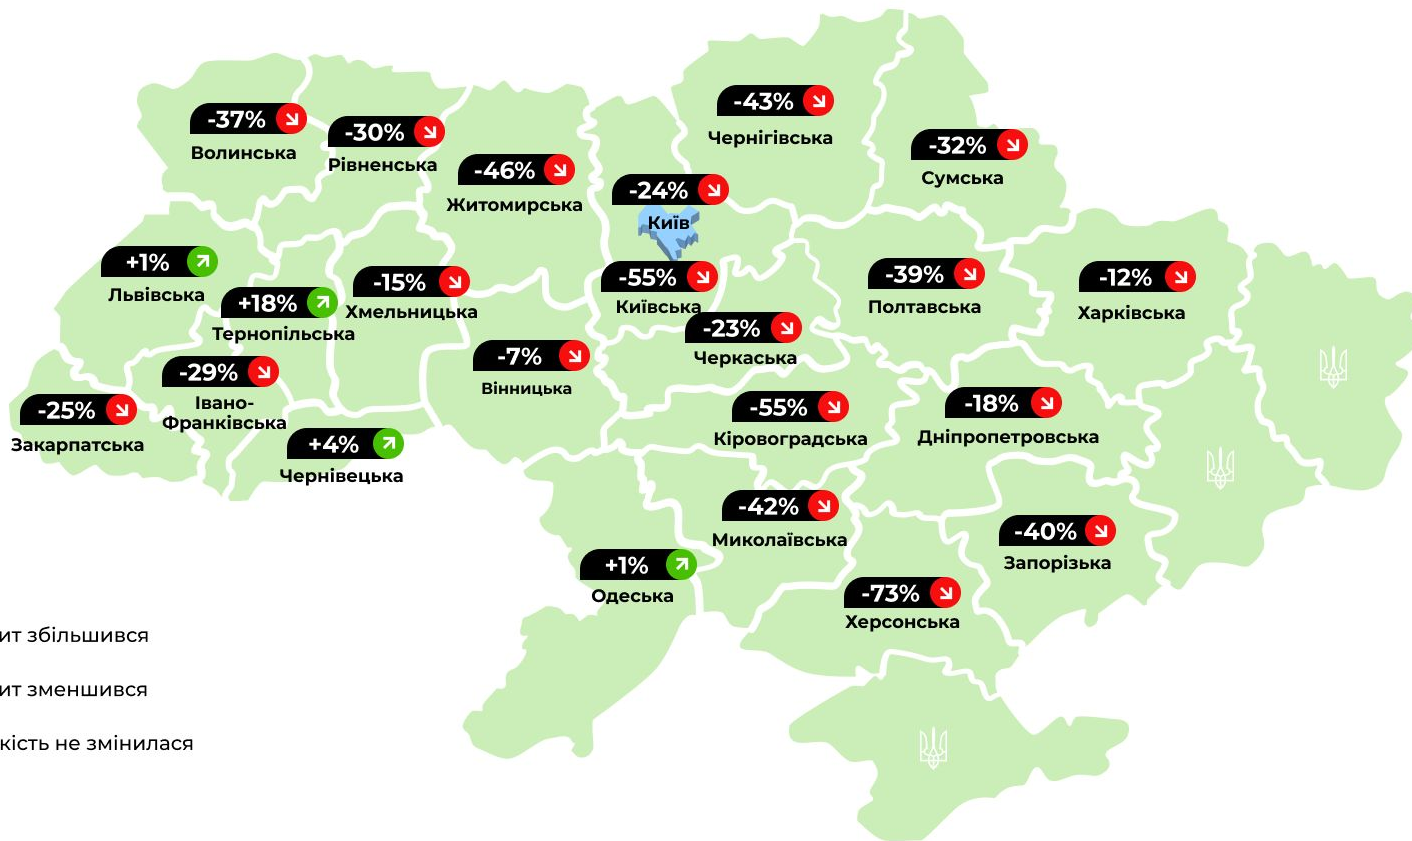 -43%
Чернігівська
-37%
Волинська
-30%
Рівненська
-32%
Сумська
-46%
Житомирська
-24%
Київ
+1%
Львівська
-55%
Київська
-39%
Полтавська
-12%
Харківська
-15%
Хмельницька
+18%
Тернопільська
-23%
Черкаська
-7%
Вінницька
-29%
Івано-
Франківська
-25%
Закарпатська
-55%
Кіровоградська
-18%
Дніпропетровська
+4%
Чернівецька
-42%
Миколаївська
-40%
Запорізька
+1%
Одеська
-73%
Херсонська
ит збільшився
ит зменшився
кість не змінилася